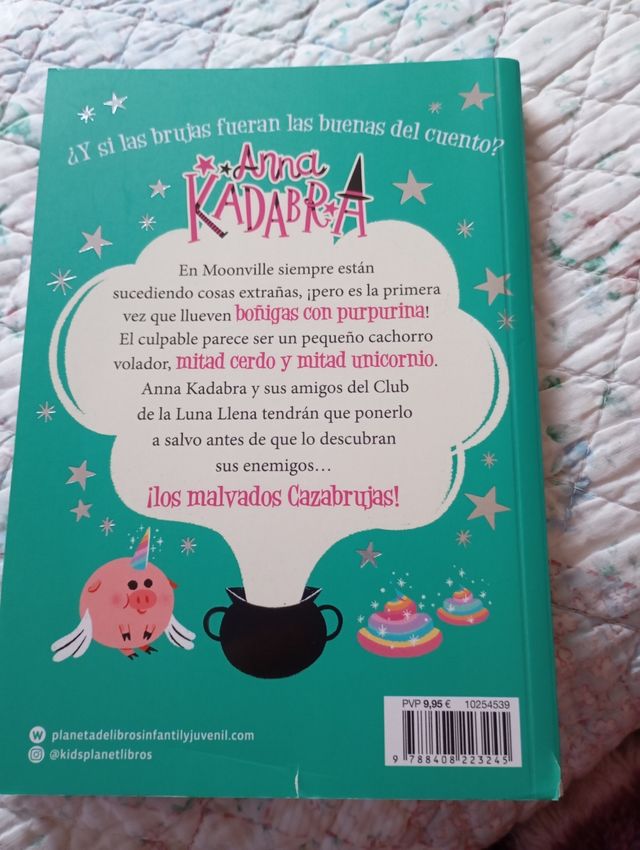 ¿Y si las brujas fueran las buenas del cuento?
Anna
KADABRA
En Moonville siempre están
sucediendo cosas extrañas, ¡pero es la primera
vez que llueven boñigas con purpurina!
El culpable parece ser un pequeño cachorro
volador, mitad cerdo y mitad unicornio.
Anna Kadabra y sus amigos del Club
de la Luna Llena tendrán que ponerlo
a salvo antes de que lo descubran
sus enemigos…
¡los malvados Cazabrujas!
PVP 9,95 € 10254539
9 788408 223245
W planetadelibrosinfantilyjuvenil.com
@kidsplanetlibros